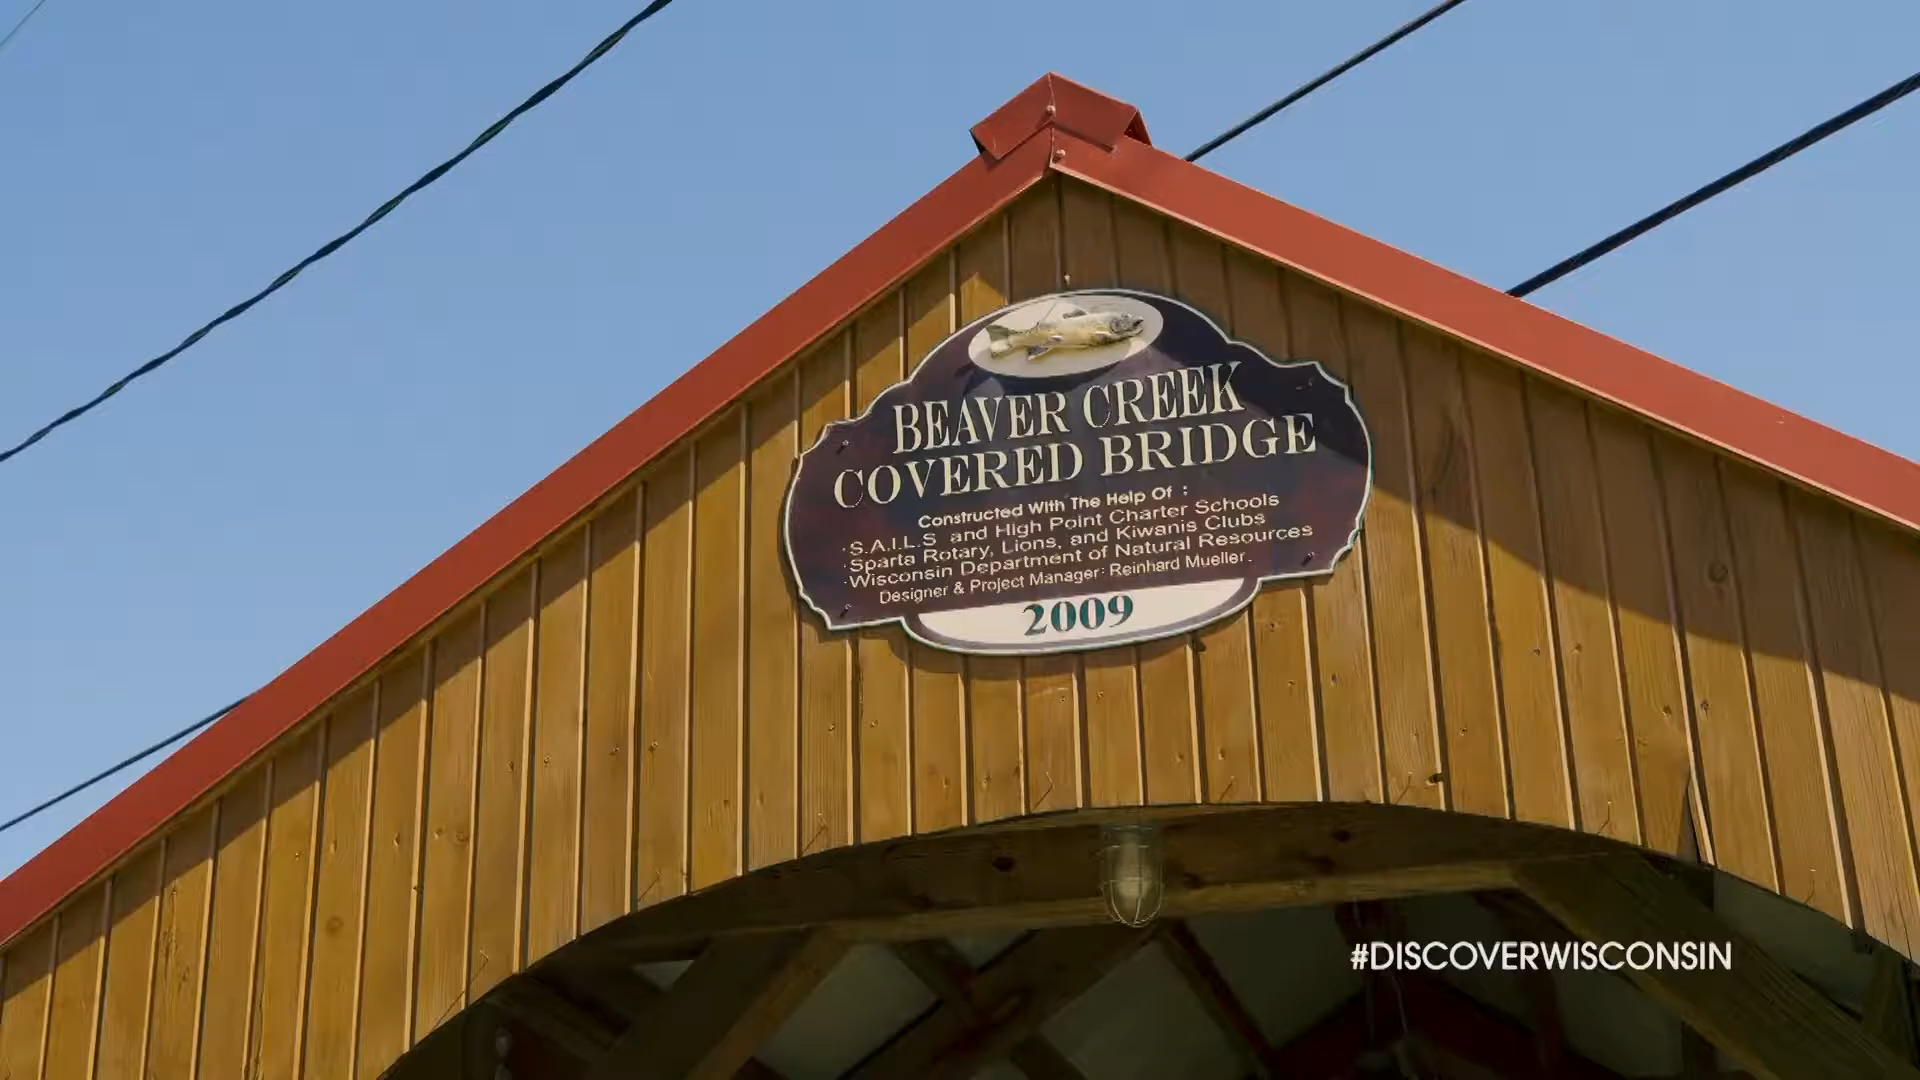 BEAVER CREEK
COVERED BRIDGE
Constructed With The Help Of :
·S.A.I.L.S and High Point Charter Schools
·Sparta Rotary, Lions, and Kiwanis Clubs
·Wisconsin Department of Natural Resources
Designer & Project Manager: Reinhard Mueller
2009
#DISCOVERWISCONSIN